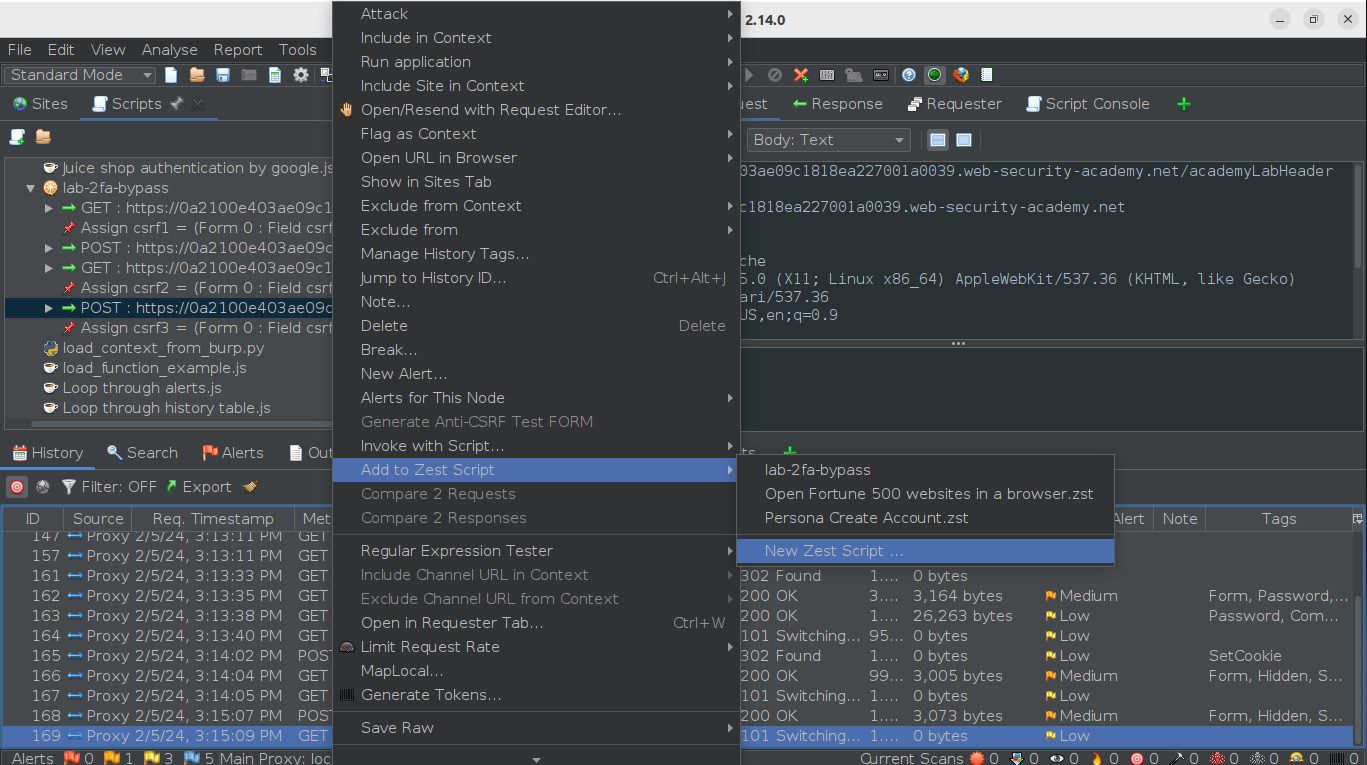 2.14.0
File Edit View Analyse Report Tools
Standard Mode
Sites Scripts
Juice shop authentication by google.js
lab-2fa-bypass
GET : https://0a2100e403ae09c1
Assign csrf1 = (Form 0 : Field csrf
POST : https://0a2100e403ae09c
GET : https://0a2100e403ae09c1
Assign csrf2 = (Form 0 : Field csrf
POST : https://0a2100e403ae09c
Assign csrf3 = (Form 0 : Field csrf
load_context_from_burp.py
load_function_example.js
Loop through alerts.js
Loop through history table.js
Attack
Include in Context
Run application
Include Site in Context
Open/Resend with Request Editor...
Flag as Context
Open URL in Browser
Show in Sites Tab
Exclude from Context
Exclude from
Manage History Tags...
Jump to History ID... Ctrl+Alt+J
Note...
Delete Delete
Break...
New Alert...
Alerts for This Node
Generate Anti-CSRF Test FORM
Invoke with Script...
Add to Zest Script
Compare 2 Requests
Compare 2 Responses
Regular Expression Tester
Include Channel URL in Context
Exclude Channel URL from Context
Open in Requester Tab... Ctrl+W
Limit Request Rate
MapLocal...
Generate Tokens...
Save Raw
lab-2fa-bypass
Open Fortune 500 websites in a browser.zst
Persona Create Account.zst
New Zest Script ...
uest Response Requester Script Console
Body: Text
03ae09c1818ea227001a0039.web-security-academy.net/academyLabHeader
c1818ea227001a0039.web-security-academy.net
che
5.0 (X11; Linux x86_64) AppleWebKit/537.36 (KHTML, like Gecko)
ari/537.36
US,en;q=0.9
History Search Alerts Out ts
Filter: OFF Export
ID Source Req. Timestamp Met Alert Note Tags
147 Proxy 2/5/24, 3:13:11 PM GET
157 Proxy 2/5/24, 3:13:11 PM GET
161 Proxy 2/5/24, 3:13:33 PM GET 302 Found 1.... 0 bytes
162 Proxy 2/5/24, 3:13:35 PM GET 200 OK 3.... 3,164 bytes Medium Form, Password,...
163 Proxy 2/5/24, 3:13:38 PM GET 200 OK 1.... 26,263 bytes Low Password, Com...
164 Proxy 2/5/24, 3:13:40 PM GET 101 Switching... 95... 0 bytes Low
165 Proxy 2/5/24, 3:14:02 PM POS 302 Found 1.... 0 bytes Low SetCookie
166 Proxy 2/5/24, 3:14:04 PM GET 200 OK 99... 3,005 bytes Medium Form, Hidden, S...
167 Proxy 2/5/24, 3:14:05 PM GET 101 Switching... 1.... 0 bytes Low
168 Proxy 2/5/24, 3:15:07 PM POS 200 OK 1.... 3,073 bytes Medium Form, Hidden, S...
169 Proxy 2/5/24, 3:15:09 PM GET 101 Switching... 1.... 0 bytes Low
Alerts 0 1 3 5 Main Proxy: loc Current Scans 0 0 0 0 0 0 0 0 0 0